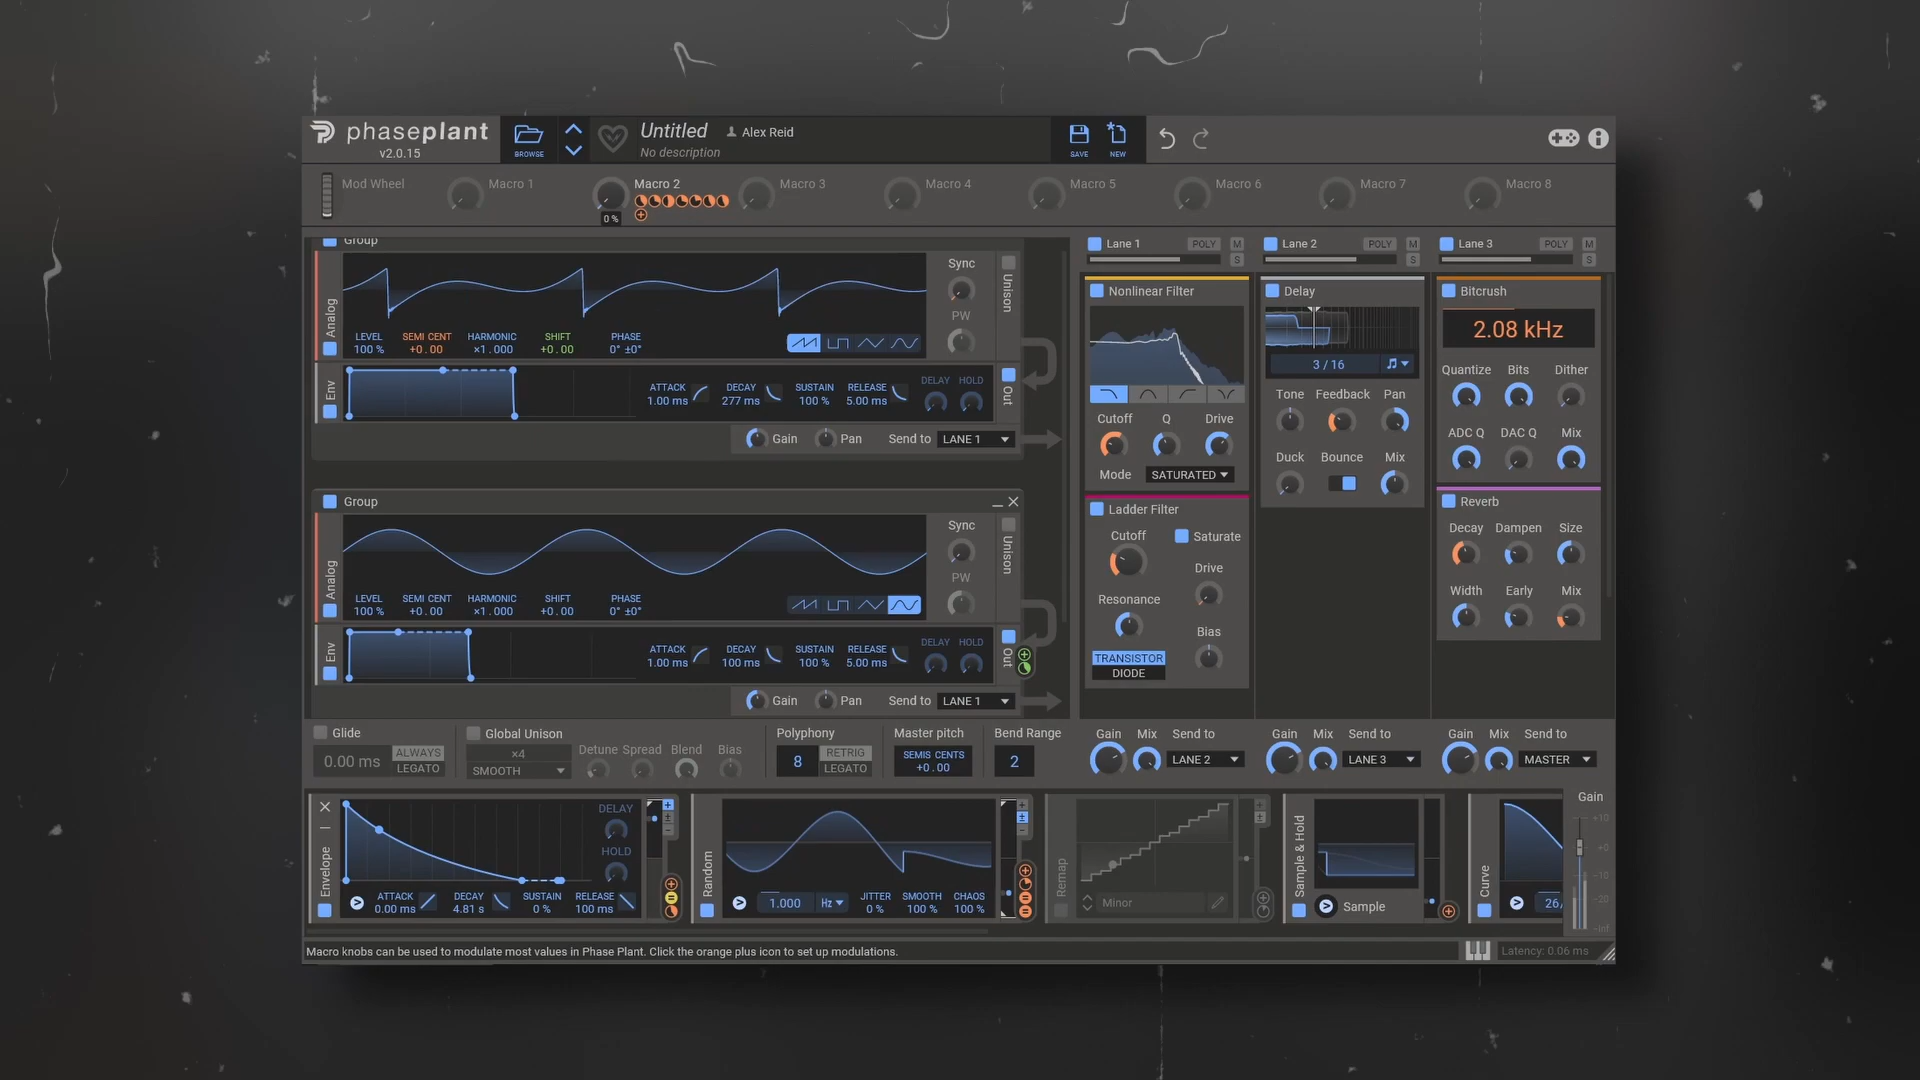 phaseplant
v2.0.15
BROWSE
Untitled
Alex Reid
No description
SAVE
NEW
Mod Wheel
Macro 1
Macro 2
0 %
Macro 3
Macro 4
Macro 5
Macro 6
Macro 7
Macro 8
Group
Analog
LEVEL
100 %
SEMI CENT
+0.00
HARMONIC
×1.000
SHIFT
+0.00
PHASE
0° ±0°
Sync
PW
Unison
Env
ATTACK
1.00 ms
DECAY
277 ms
SUSTAIN
100 %
RELEASE
5.00 ms
DELAY
HOLD
Out
Gain
Pan
Send to
LANE 1
Group
Analog
LEVEL
100 %
SEMI CENT
+0.00
HARMONIC
×1.000
SHIFT
+0.00
PHASE
0° ±0°
Sync
PW
Unison
Env
ATTACK
1.00 ms
DECAY
100 ms
SUSTAIN
100 %
RELEASE
5.00 ms
DELAY
HOLD
Out
Gain
Pan
Send to
LANE 1
Lane 1
POLY
M
S
Nonlinear Filter
Cutoff
Q
Drive
Mode
SATURATED
Ladder Filter
Cutoff
Saturate
Drive
Resonance
Bias
TRANSISTOR
DIODE
Lane 2
POLY
M
S
Delay
3 / 16
Tone
Feedback
Pan
Duck
Bounce
Mix
Lane 3
POLY
M
S
Bitcrush
2.08 kHz
Quantize
Bits
Dither
ADC Q
DAC Q
Mix
Reverb
Decay
Dampen
Size
Width
Early
Mix
Glide
0.00 ms
ALWAYS
LEGATO
Global Unison
×4
SMOOTH
Detune
Spread
Blend
Bias
Polyphony
8
RETRIG
LEGATO
Master pitch
SEMIS CENTS
+0.00
Bend Range
2
Gain
Mix
Send to
LANE 2
Gain
Mix
Send to
LANE 3
Gain
Mix
Send to
MASTER
Envelope
DELAY
HOLD
ATTACK
0.00 ms
DECAY
4.81 s
SUSTAIN
0 %
RELEASE
100 ms
Random
1.000
Hz
JITTER
0 %
SMOOTH
100 %
CHAOS
100 %
Remap
Minor
Sample & Hold
Sample
Curve
26/
Gain
+10
+0
-10
-20
-inf
Macro knobs can be used to modulate most values in Phase Plant. Click the orange plus icon to set up modulations.
Latency: 0.06 ms